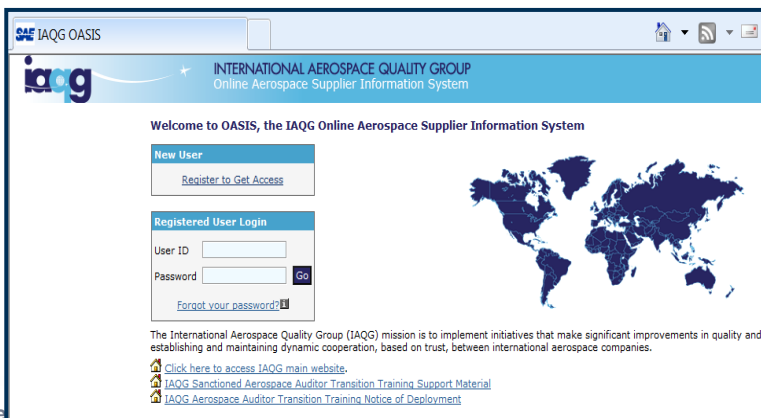 SAE IAQG OASIS
iaqg
INTERNATIONAL AEROSPACE QUALITY GROUP
Online Aerospace Supplier Information System
Welcome to OASIS, the IAQG Online Aerospace Supplier Information System
New User
Register to Get Access
Registered User Login
User ID
Password Go
Forgot your password?
The International Aerospace Quality Group (IAQG) mission is to implement initiatives that make significant improvements in quality and
establishing and maintaining dynamic cooperation, based on trust, between international aerospace companies.
Click here to access IAQG main website.
IAQG Sanctioned Aerospace Auditor Transition Training Support Material
IAQG Aerospace Auditor Transition Training Notice of Deployment